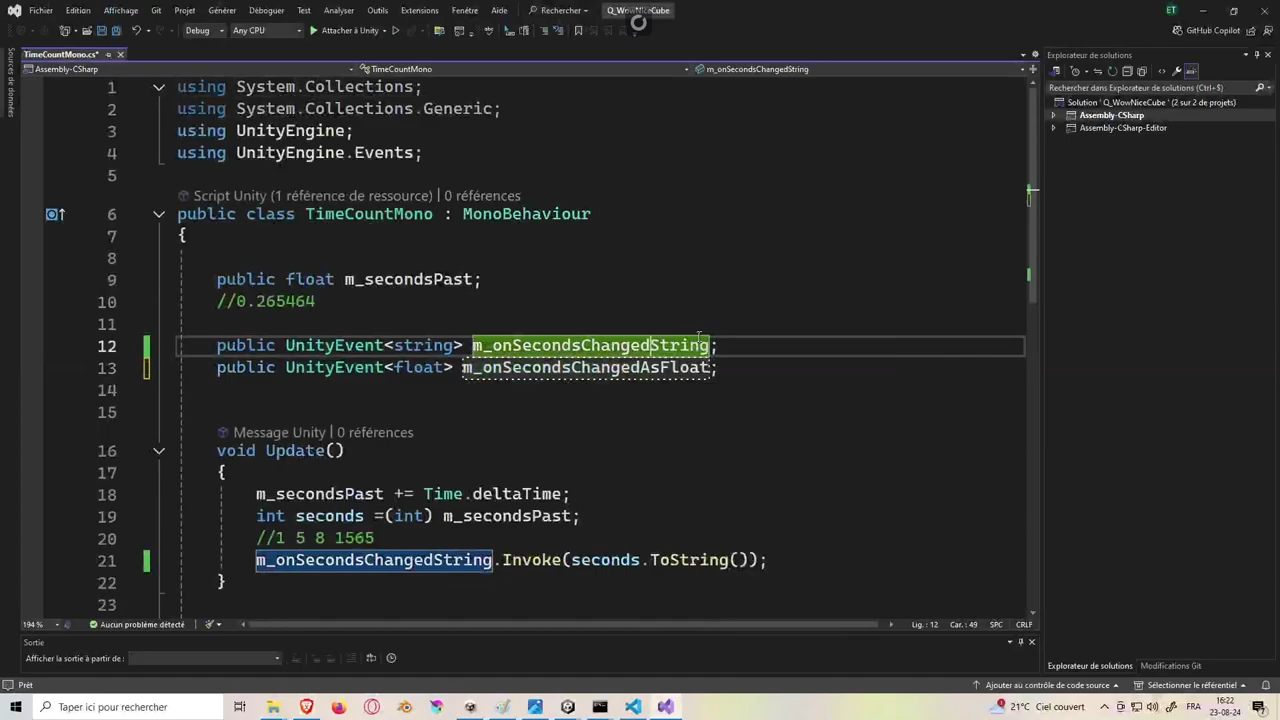 Fichier Edition Affichage Git Projet Générer Déboguer Test Analyser Outils Extensions Fenêtre Aide Rechercher Q_WowNiceCube ET
Debug Any CPU Attacher à Unity GitHub Copilot
Sources de données
TimeCountMono.cs*
Assembly-CSharp TimeCountMono m_onSecondsChangedString
1 using System.Collections;
2 using System.Collections.Generic;
3 using UnityEngine;
4 using UnityEngine.Events;
5
Script Unity (1 référence de ressource) | 0 références
6 public class TimeCountMono : MonoBehaviour
7 {
8
9 public float m_secondsPast;
10 //0.265464
11
12 public UnityEvent<string> m_onSecondsChangedString;
13 public UnityEvent<float> m_onSecondsChangedAsFloat;
14
15
Message Unity | 0 références
16 void Update()
17 {
18 m_secondsPast += Time.deltaTime;
19 int seconds =(int) m_secondsPast;
20 //1 5 8 1565
21 m_onSecondsChangedString.Invoke(seconds.ToString());
22 }
23
194 % Aucun problème détecté Lig. : 12 Car. : 49 SPC CRLF
Sortie
Afficher la sortie à partir de :
Explorateur de solutions
Rechercher dans Explorateur de solutions (Ctrl+$)
Solution ' Q_WowNiceCube ' (2 sur 2 de projets)
Assembly-CSharp
Assembly-CSharp-Editor
Explorateur de solutions Modifications Git
Prêt Ajouter au contrôle de code source Sélectionner le référentiel
Taper ici pour rechercher 21°C Ciel couvert FR 16:22
23-08-24